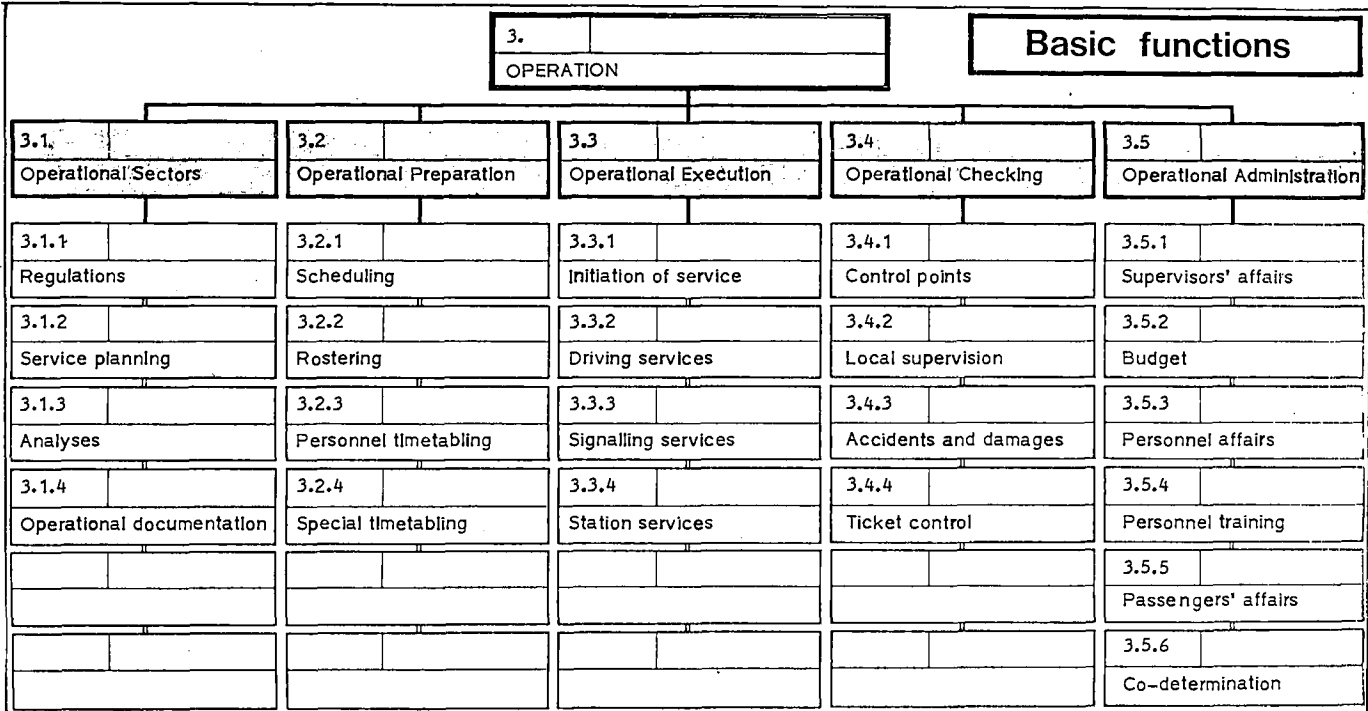 3.
OPERATION
Basic functions
3.1.
Operational Sectors
3.2
Operational Preparation
3.3
Operational Execution
3.4
Operational Checking
3.5
Operational Administration
3.1.1
Regulations
3.1.2
Service planning
3.1.3
Analyses
3.1.4
Operational documentation
3.2.1
Scheduling
3.2.2
Rostering
3.2.3
Personnel timetabling
3.2.4
Special timetabling
3.3.1
Initiation of service
3.3.2
Driving services
3.3.3
Signalling services
3.3.4
Station services
3.4.1
Control points
3.4.2
Local supervision
3.4.3
Accidents and damages
3.4.4
Ticket control
3.5.1
Supervisors' affairs
3.5.2
Budget
3.5.3
Personnel affairs
3.5.4
Personnel training
3.5.5
Passengers' affairs
3.5.6
Co-determination